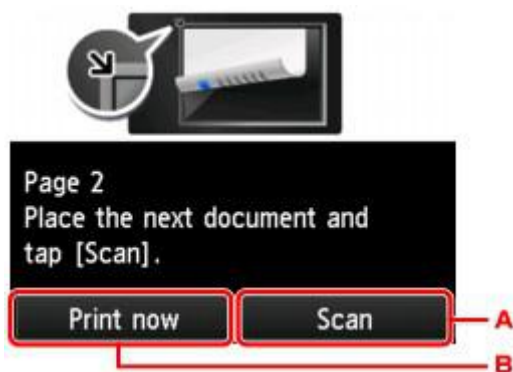 Page 2
Place the next document and
tap [Scan].
Print now
Scan
A
B